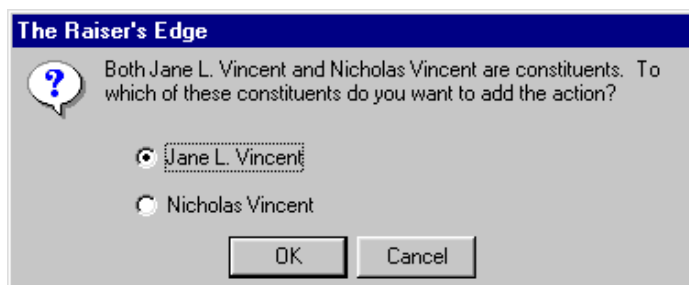 The Raiser's Edge
Both Jane L. Vincent and Nicholas Vincent are constituents.  To
which of these constituents do you want to add the action?
Jane L. Vincent
Nicholas Vincent
OK Cancel